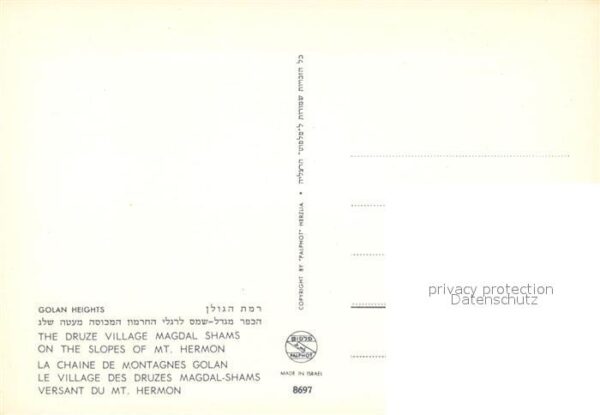 GOLAN HEIGHTS רמת הגולן
הכפר מגדל-שמס לרגלי החרמון המכוסה מעטה שלג
THE DRUZE VILLAGE MAGDAL SHAMS
ON THE SLOPES OF MT. HERMON
LA CHAINE DE MONTAGNES GOLAN
LE VILLAGE DES DRUZES MAGDAL-SHAMS
VERSANT DU MT. HERMON
COPYRIGHT BY "PALPHOT" HERZLIA • כל הזכויות שמורות ל"פלפוט" הרצליה
פלפוט
PALPHOT
MADE IN ISRAEL
8697
privacy protection
Datenschutz